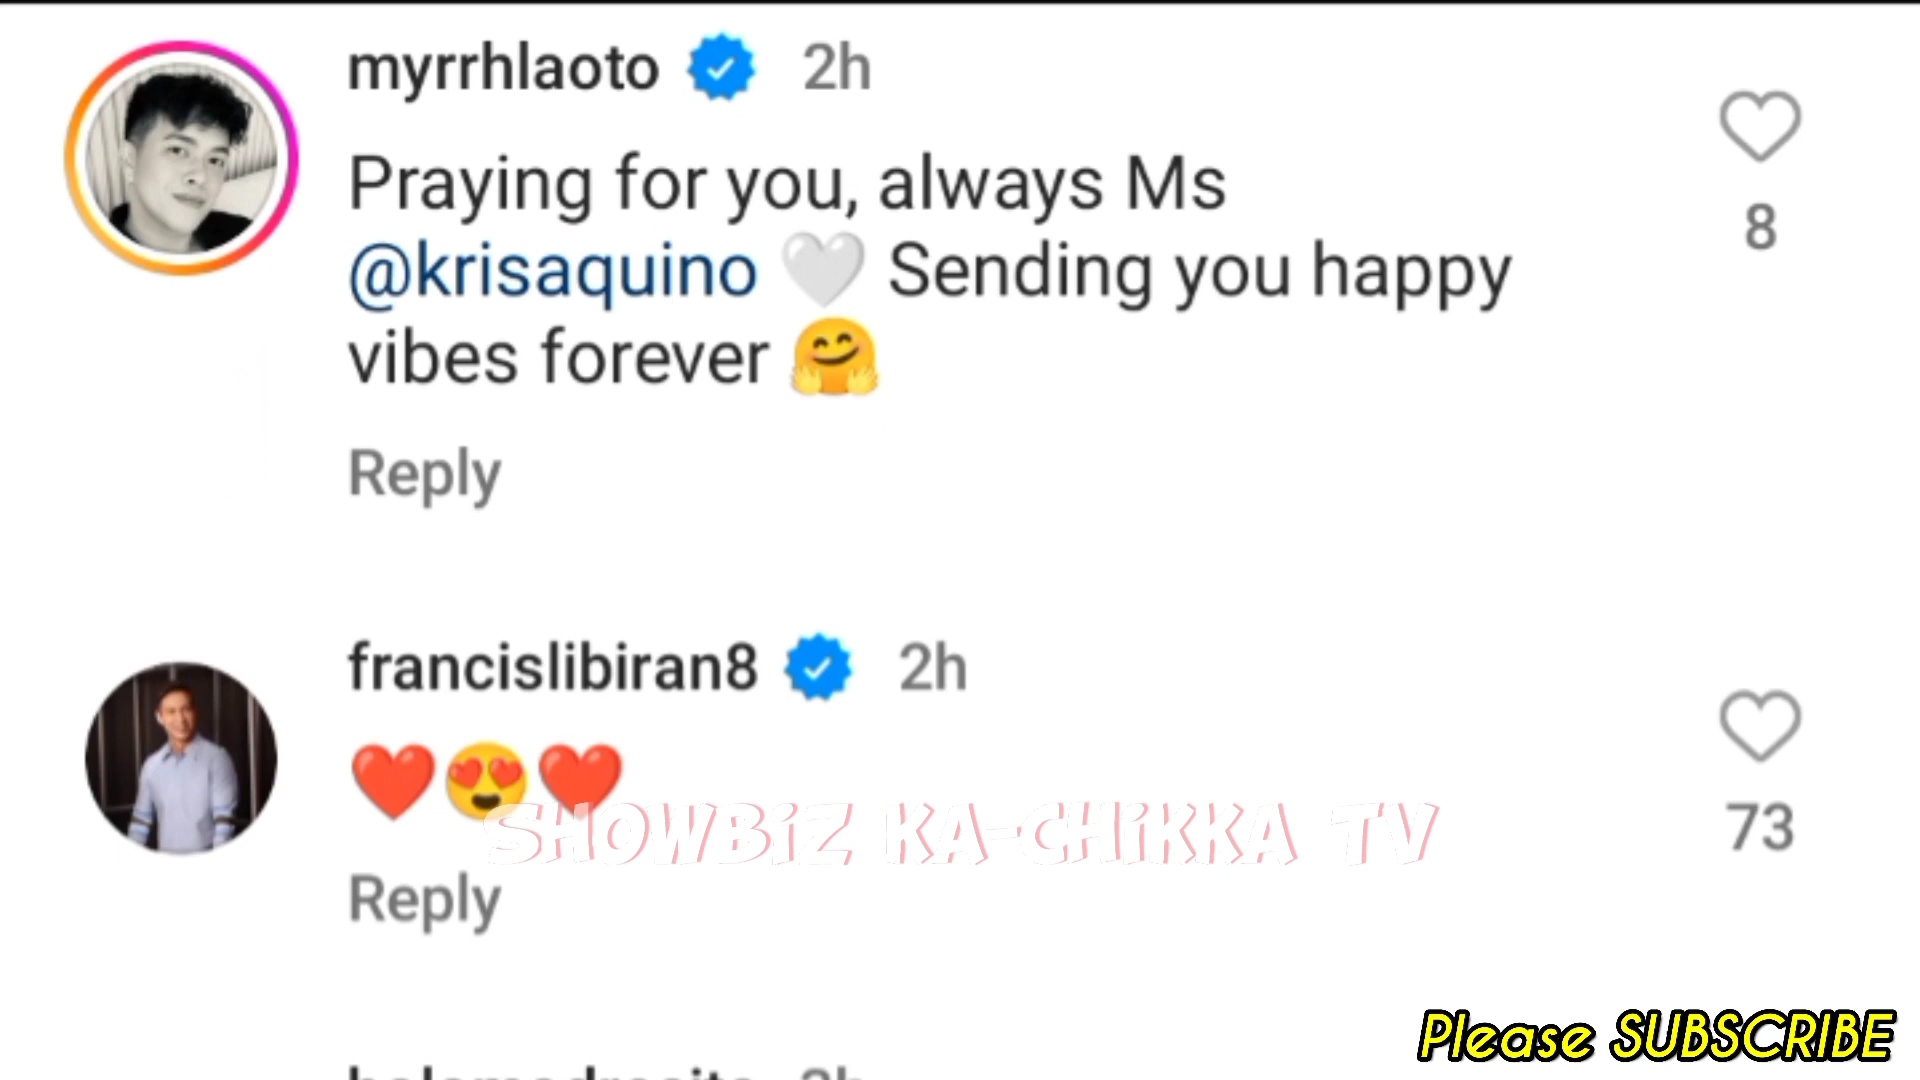 myrrhlaoto 2h
Praying for you, always Ms
@krisaquino 🤍 Sending you happy
vibes forever 🤗
8
Reply
francislibiran8 2h
❤️😍❤️
SHOWBiZ KA-CHiKKA TV
73
Reply
Please SUBSCRIBE